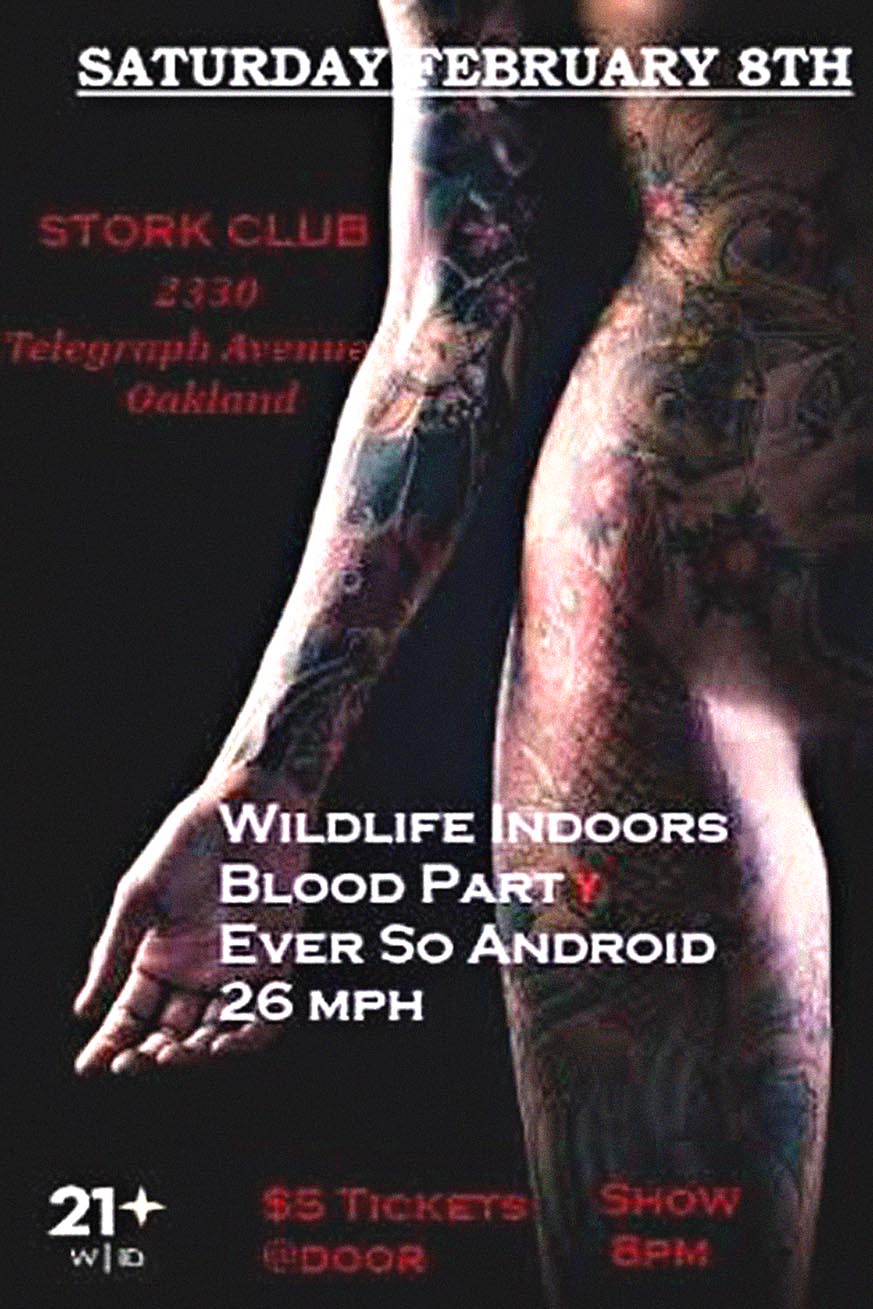 SATURDAY FEBRUARY 8TH
STORK CLUB
2330
Telegraph Avenue
Oakland
WILDLIFE INDOORS
BLOOD PARTY
EVER SO ANDROID
26 MPH
21+
W/ID
$5 TICKETS
@DOOR
SHOW
8PM